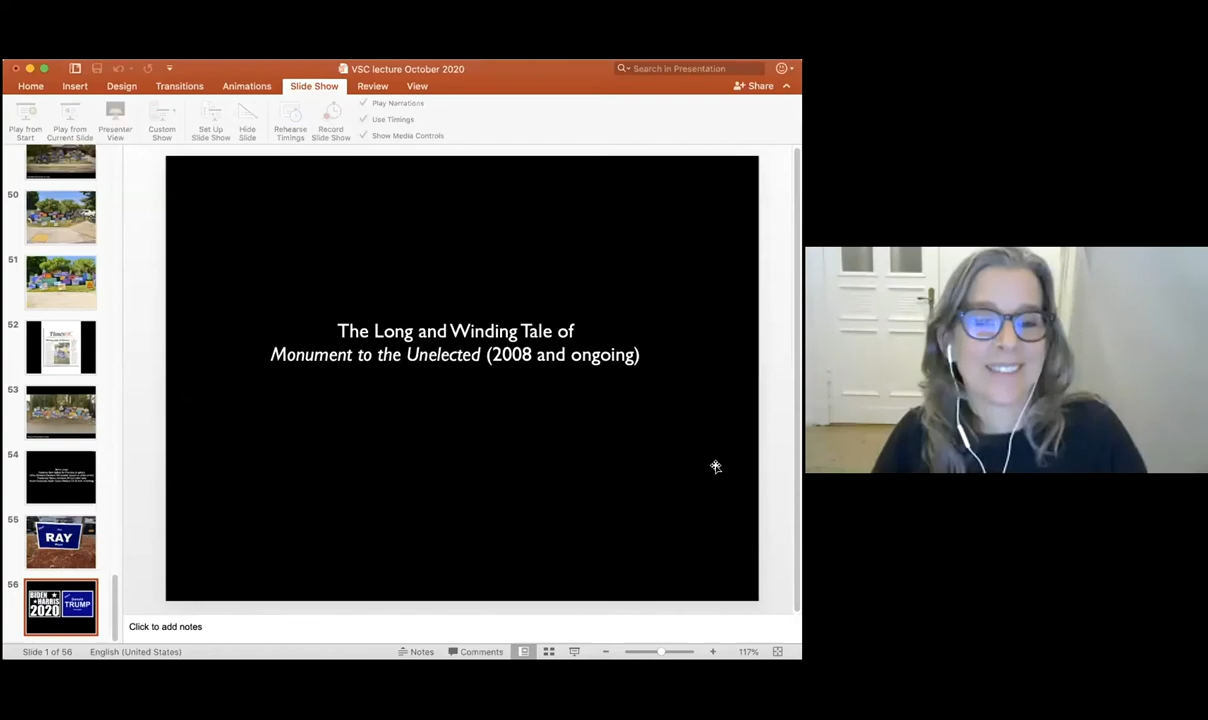 VSC lecture October 2020
Search in Presentation
Home Insert Design Transitions Animations Slide Show Review View
Share
Play from Start
Play from Current Slide
Presenter View
Custom Show
Set Up Slide Show
Hide Slide
Rehearse Timings
Record Slide Show
Play Narrations
Use Timings
Show Media Controls
50
51
52
53
54
55
RAY
56
BIDEN HARRIS 2020
TRUMP
The Long and Winding Tale of
Monument to the Unelected (2008 and ongoing)
Click to add notes
Slide 1 of 56 English (United States) Notes Comments 117%